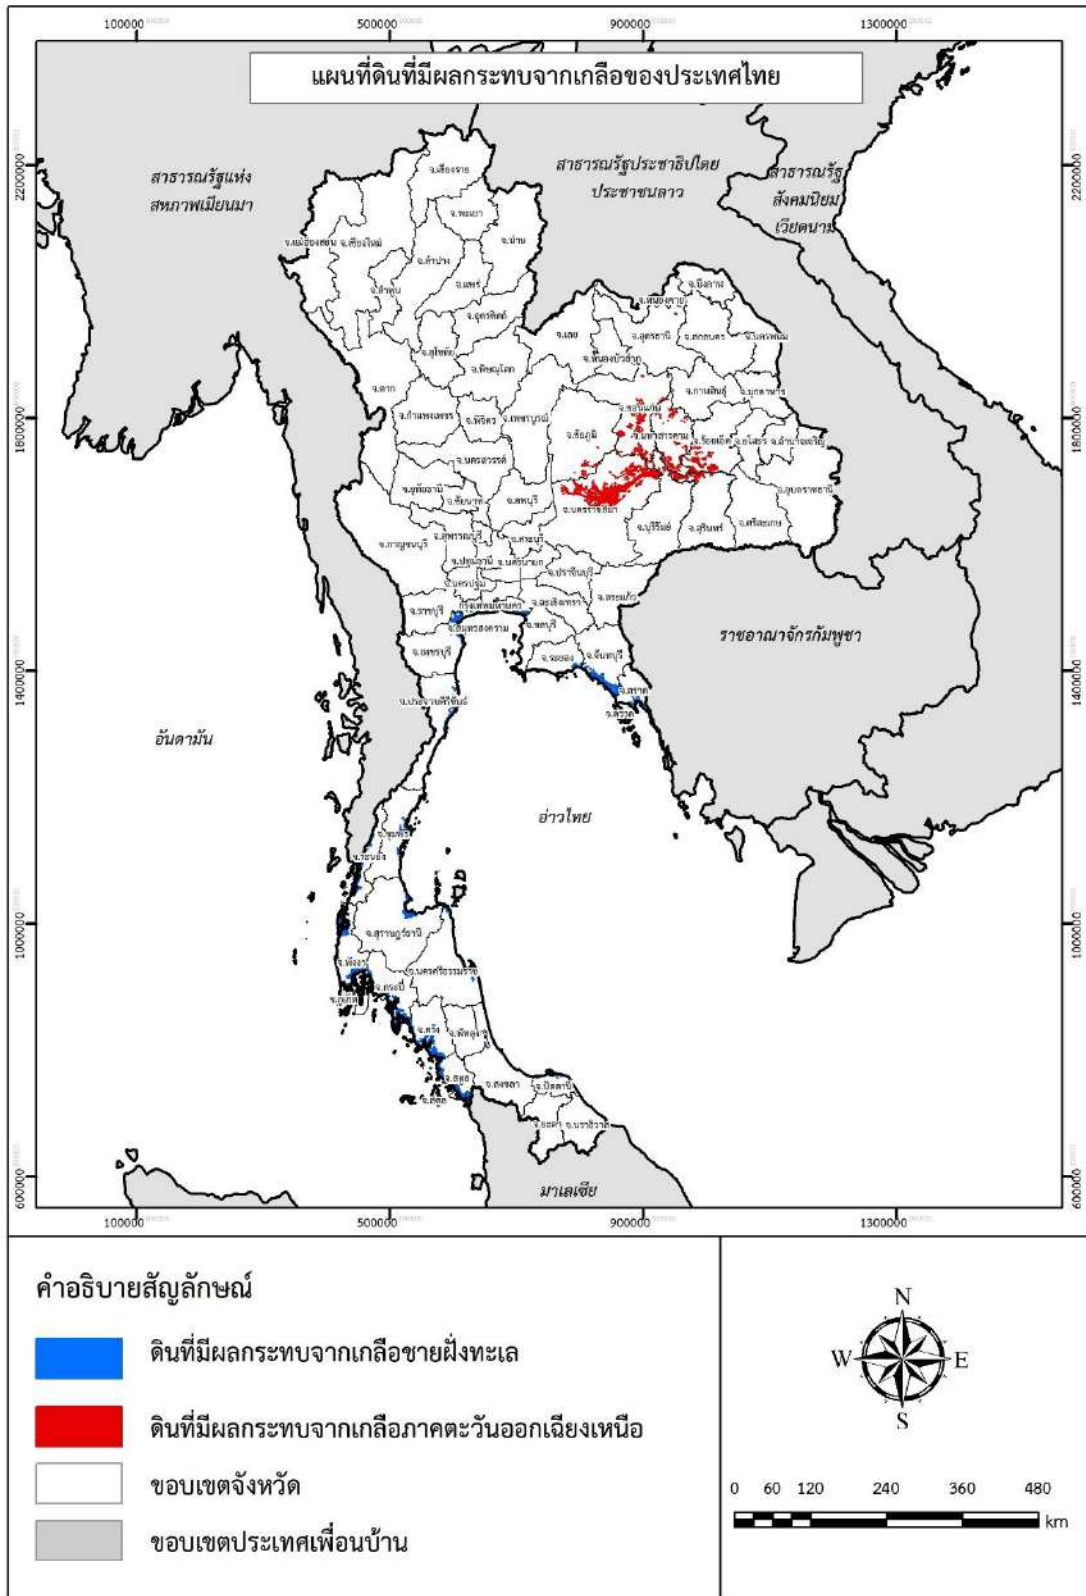 100000 500000 900000 1300000
แผนที่ดินที่มีผลกระทบจากเกลือของประเทศไทย
2200000
2200000
สาธารณรัฐแห่ง
สหภาพเมียนมา
สาธารณรัฐประชาธิปไตย
ประชาชนลาว
สาธารณรัฐ
สังคมนิยม
เวียดนาม
จ.เชียงราย
จ.พะเยา
จ.น่าน
จ.แม่ฮ่องสอน
จ.เชียงใหม่
จ.ลำปาง
จ.ลำพูน
จ.แพร่
จ.อุตรดิตถ์
จ.บึงกาฬ
จ.หนองคาย
จ.เลย
จ.อุดรธานี
จ.สกลนคร
จ.นครพนม
จ.หนองบัวลำภู
จ.สุโขทัย
จ.พิษณุโลก
จ.ตาก
จ.กาฬสินธุ์
จ.มุกดาหาร
1800000
1800000
จ.กำแพงเพชร
จ.พิจิตร
จ.เพชรบูรณ์
จ.ขอนแก่น
จ.ชัยภูมิ
จ.มหาสารคาม
จ.ร้อยเอ็ด
จ.ยโสธร
จ.อำนาจเจริญ
จ.นครสวรรค์
จ.อุทัยธานี
จ.ชัยนาท
จ.ลพบุรี
จ.นครราชสีมา
จ.อุบลราชธานี
จ.บุรีรัมย์
จ.สุรินทร์
จ.ศรีสะเกษ
จ.กาญจนบุรี
จ.สุพรรณบุรี
จ.สระบุรี
จ.ปทุมธานี
จ.นครนายก
จ.ปราจีนบุรี
จ.นครปฐม
จ.สระแก้ว
จ.ราชบุรี
กรุงเทพมหานคร
จ.ฉะเชิงเทรา
จ.สมุทรสงคราม
จ.ชลบุรี
ราชอาณาจักรกัมพูชา
จ.เพชรบุรี
จ.ระยอง
จ.จันทบุรี
1400000
1400000
จ.ประจวบคีรีขันธ์
จ.ตราด
จ.ตราด
อันดามัน
อ่าวไทย
จ.ชุมพร
จ.ระนอง
1000000
1000000
จ.สุราษฎร์ธานี
จ.พังงา
จ.นครศรีธรรมราช
จ.กระบี่
จ.ภูเก็ต
จ.ตรัง
จ.พัทลุง
จ.สตูล
จ.สตูล
จ.สงขลา
จ.ปัตตานี
จ.ยะลา
จ.นราธิวาส
600000
600000
มาเลเซีย
100000 500000 900000 1300000
คำอธิบายสัญลักษณ์
ดินที่มีผลกระทบจากเกลือชายฝั่งทะเล
ดินที่มีผลกระทบจากเกลือภาคตะวันออกเฉียงเหนือ
ขอบเขตจังหวัด
ขอบเขตประเทศเพื่อนบ้าน
N
W E
S
0 60 120 240 360 480
km